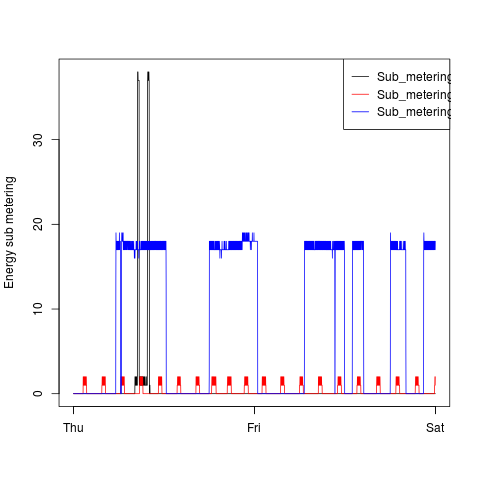 Sub_metering
Sub_metering
Sub_metering
Energy sub metering
30
20
10
0
Thu Fri Sat